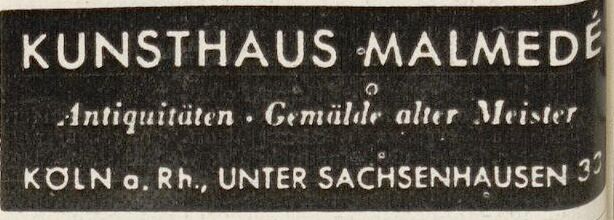 KUNSTHAUS MALMEDÉ
Antiquitäten · Gemälde alter Meister
KÖLN a. Rh., UNTER SACHSENHAUSEN 33